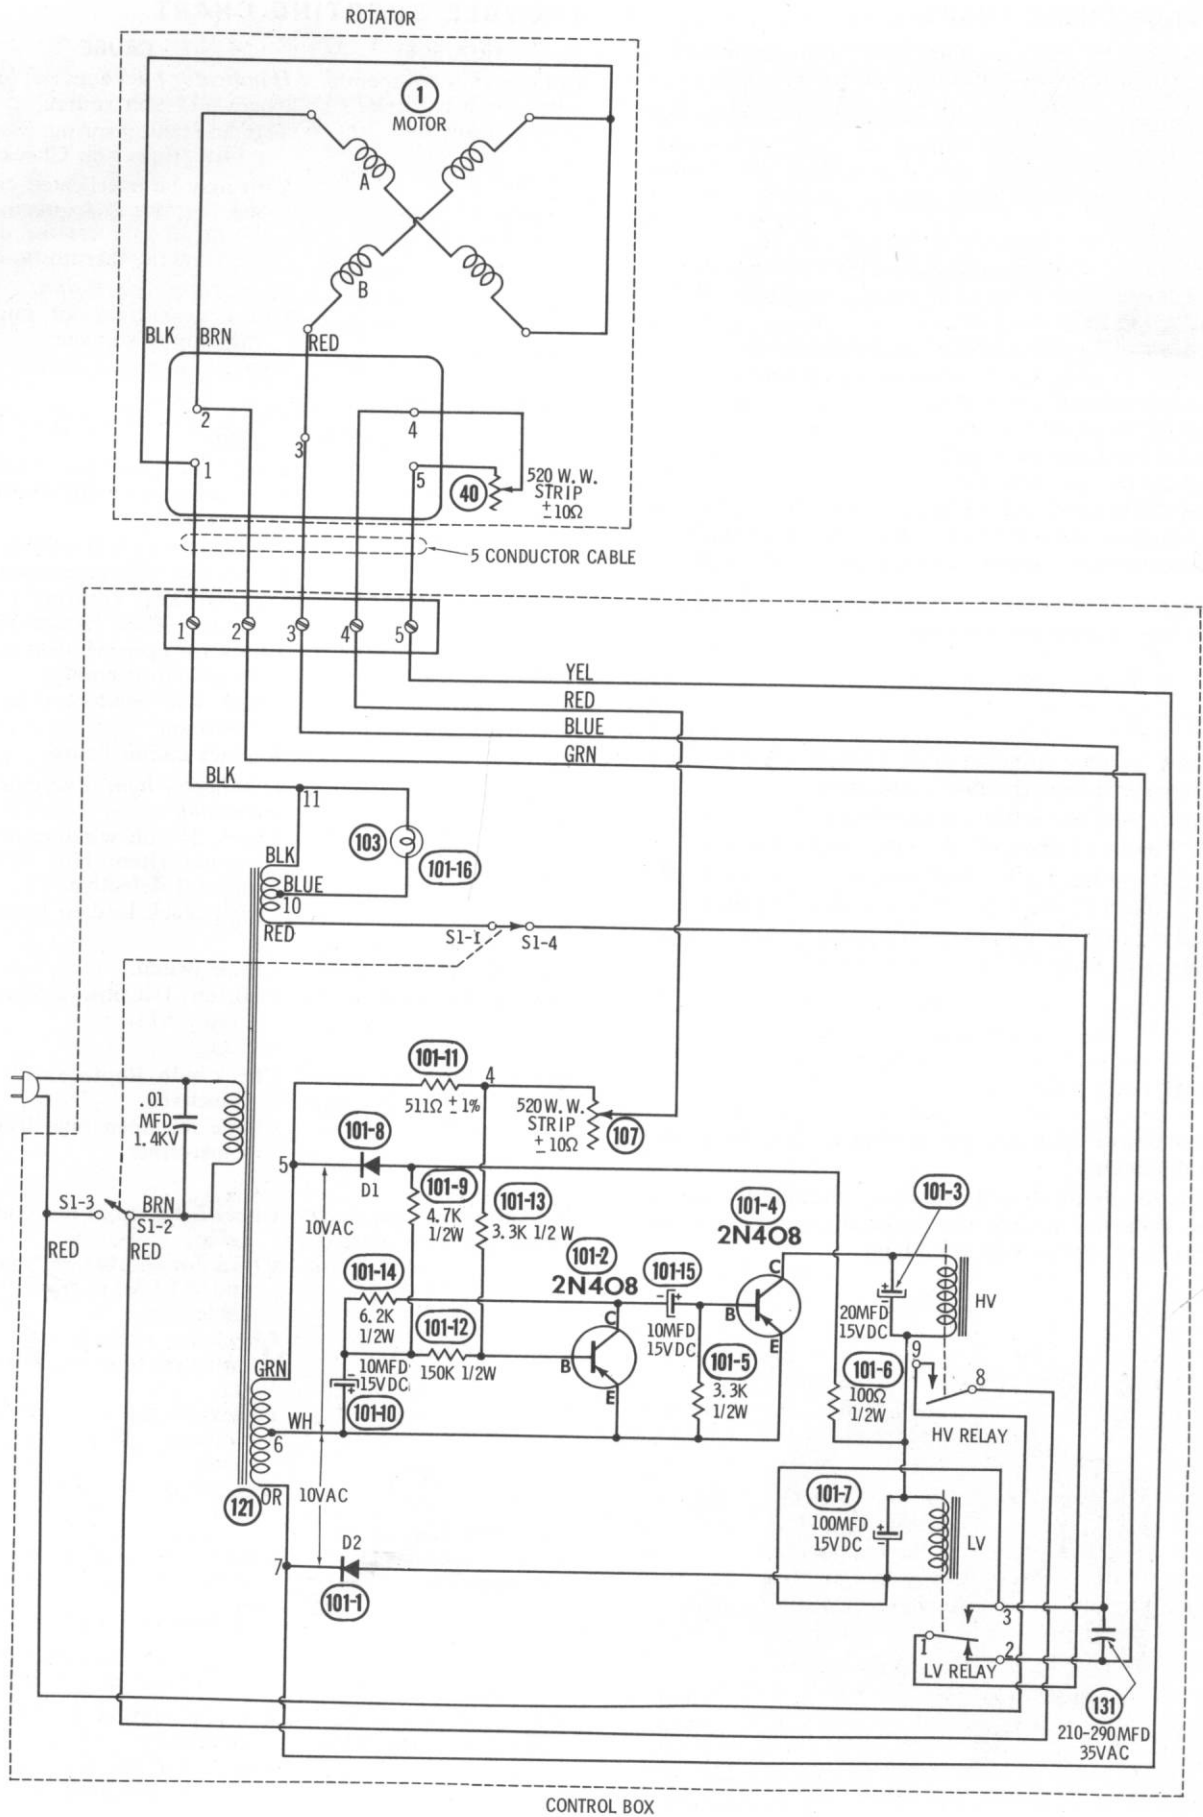 ROTATOR
1
MOTOR
A
B
BLK
BRN
RED
2
4
3
1
5
40
520 W.W.
STRIP
± 10Ω
5 CONDUCTOR CABLE
1
2
3
4
5
YEL
RED
BLUE
GRN
BLK
11
103
101-16
BLK
BLUE
10
RED
S1-1
S1-4
101-11
4
511Ω ± 1%
520 W.W.
STRIP
± 10Ω
107
.01
MFD
1.4KV
101-8
5
D1
101-9
4.7K
1/2W
101-13
3.3K 1/2 W
101-4
2N408
101-3
S1-3
BRN
S1-2
RED
RED
10VAC
101-14
6.2K
1/2W
101-2
2N408
101-15
10MFD
15VDC
C
B
E
20MFD
15VDC
HV
101-12
150K 1/2W
C
B
E
101-5
3.3K
1/2W
101-6
100Ω
1/2W
9
8
HV RELAY
GRN
10MFD
15VDC
101-10
WH
6
OR
121
10VAC
101-7
100MFD
15VDC
LV
D2
7
101-1
3
1
2
LV RELAY
131
210-290MFD
35VAC
CONTROL BOX